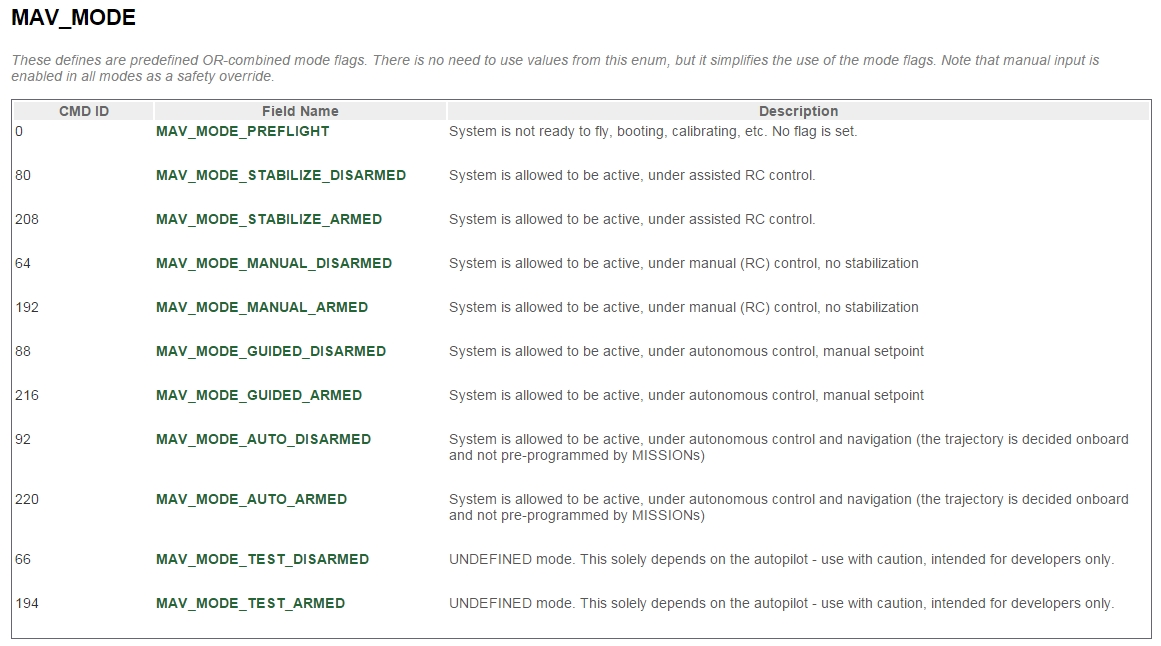 MAV_MODE
These defines are predefined OR-combined mode flags. There is no need to use values from this enum, but it simplifies the use of the mode flags. Note that manual input is
enabled in all modes as a safety override.
CMD ID Field Name Description
0 MAV_MODE_PREFLIGHT System is not ready to fly, booting, calibrating, etc. No flag is set.
80 MAV_MODE_STABILIZE_DISARMED System is allowed to be active, under assisted RC control.
208 MAV_MODE_STABILIZE_ARMED System is allowed to be active, under assisted RC control.
64 MAV_MODE_MANUAL_DISARMED System is allowed to be active, under manual (RC) control, no stabilization
192 MAV_MODE_MANUAL_ARMED System is allowed to be active, under manual (RC) control, no stabilization
88 MAV_MODE_GUIDED_DISARMED System is allowed to be active, under autonomous control, manual setpoint
216 MAV_MODE_GUIDED_ARMED System is allowed to be active, under autonomous control, manual setpoint
92 MAV_MODE_AUTO_DISARMED System is allowed to be active, under autonomous control and navigation (the trajectory is decided onboard
and not pre-programmed by MISSIONs)
220 MAV_MODE_AUTO_ARMED System is allowed to be active, under autonomous control and navigation (the trajectory is decided onboard
and not pre-programmed by MISSIONs)
66 MAV_MODE_TEST_DISARMED UNDEFINED mode. This solely depends on the autopilot - use with caution, intended for developers only.
194 MAV_MODE_TEST_ARMED UNDEFINED mode. This solely depends on the autopilot - use with caution, intended for developers only.